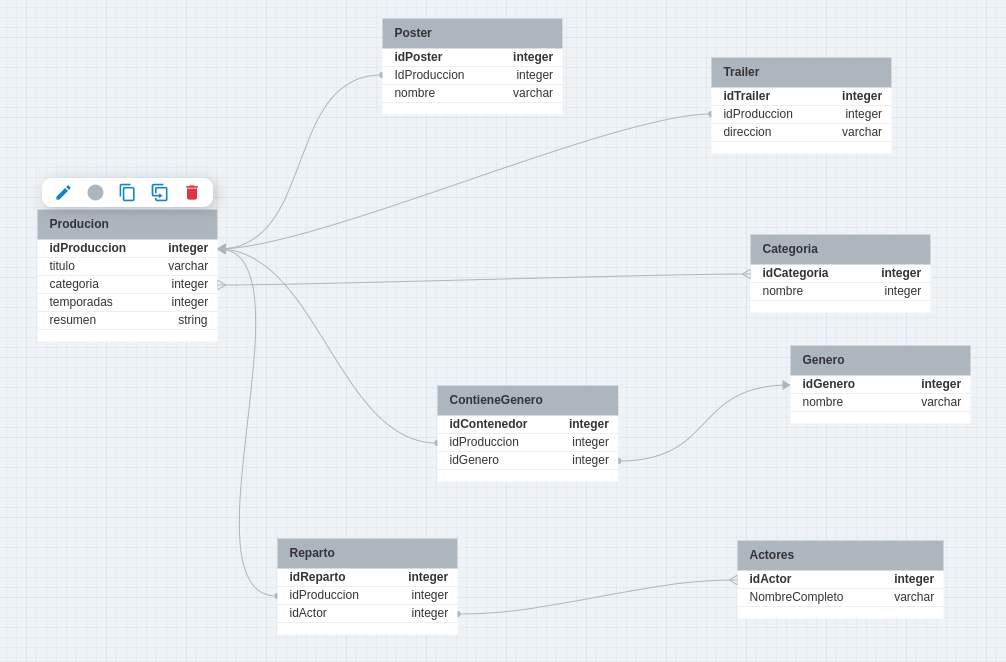 Poster
idPoster integer
IdProduccion integer
nombre varchar
Trailer
idTrailer integer
idProduccion integer
direccion varchar
Producion
idProduccion integer
titulo varchar
categoria integer
temporadas integer
resumen string
Categoria
idCategoria integer
nombre integer
Genero
idGenero integer
nombre varchar
ContieneGenero
idContenedor integer
idProduccion integer
idGenero integer
Reparto
idReparto integer
idProduccion integer
idActor integer
Actores
idActor integer
NombreCompleto varchar